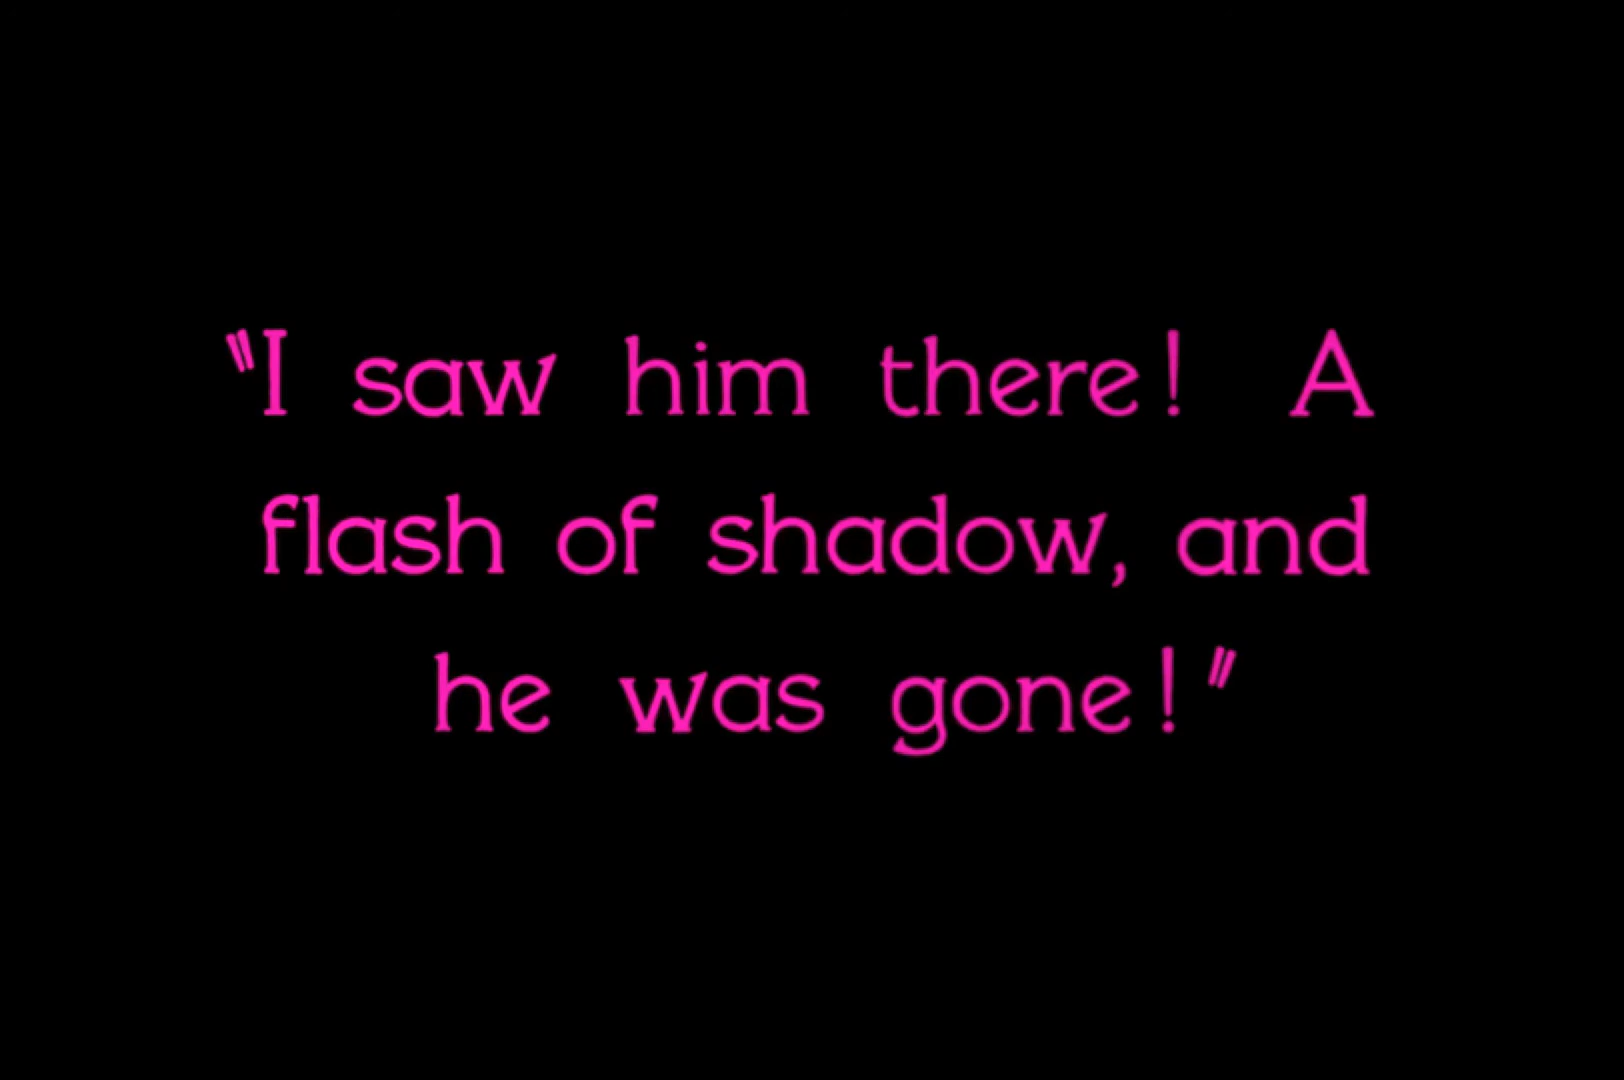 “I saw him there! A
flash of shadow, and
he was gone!”